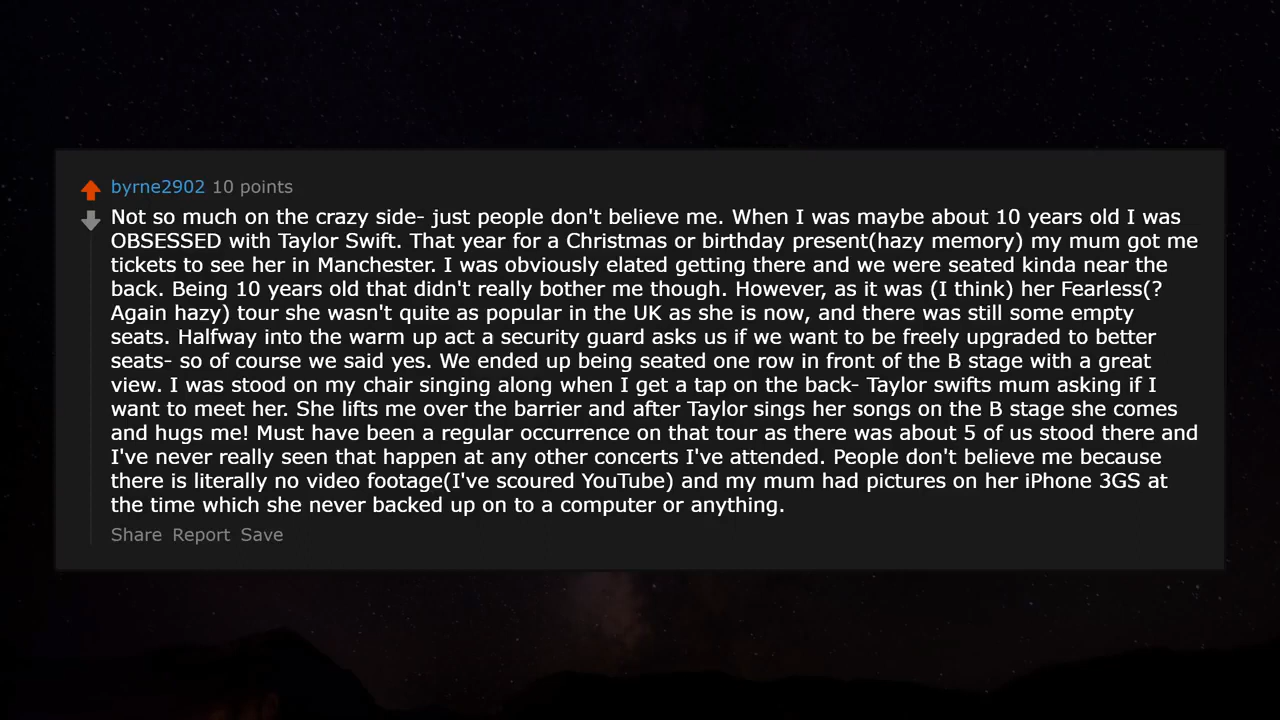 byrne2902 10 points
Not so much on the crazy side- just people don't believe me. When I was maybe about 10 years old I was
OBSESSED with Taylor Swift. That year for a Christmas or birthday present(hazy memory) my mum got me
tickets to see her in Manchester. I was obviously elated getting there and we were seated kinda near the
back. Being 10 years old that didn't really bother me though. However, as it was (I think) her Fearless(?
Again hazy) tour she wasn't quite as popular in the UK as she is now, and there was still some empty
seats. Halfway into the warm up act a security guard asks us if we want to be freely upgraded to better
seats- so of course we said yes. We ended up being seated one row in front of the B stage with a great
view. I was stood on my chair singing along when I get a tap on the back- Taylor swifts mum asking if I
want to meet her. She lifts me over the barrier and after Taylor sings her songs on the B stage she comes
and hugs me! Must have been a regular occurrence on that tour as there was about 5 of us stood there and
I've never really seen that happen at any other concerts I've attended. People don't believe me because
there is literally no video footage(I've scoured YouTube) and my mum had pictures on her iPhone 3GS at
the time which she never backed up on to a computer or anything.
Share Report Save